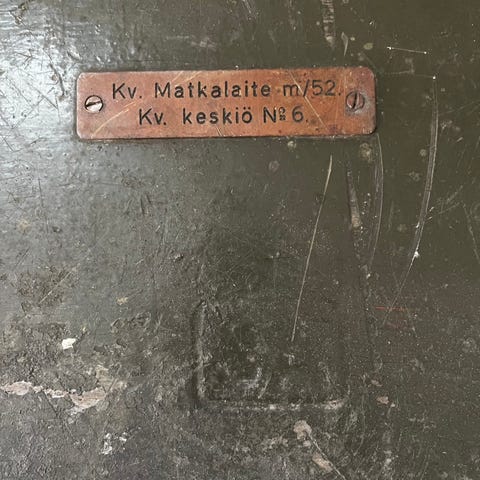 Kv. Matkalaite m/52.
Kv. keskiö № 6.